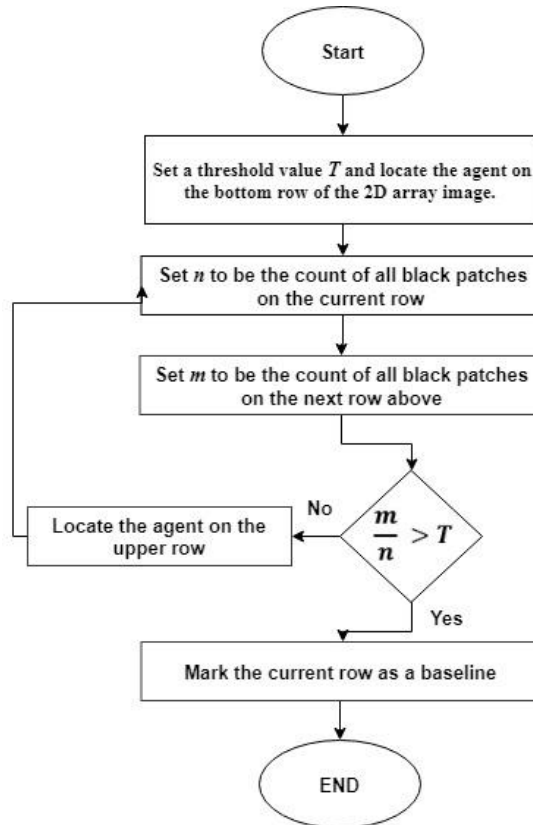 Start
Set a threshold value T and locate the agent on
the bottom row of the 2D array image.
Set n to be the count of all black patches
on the current row
Set m to be the count of all black patches
on the next row above
No
Locate the agent on the
upper row
m/n > T
Yes
Mark the current row as a baseline
END